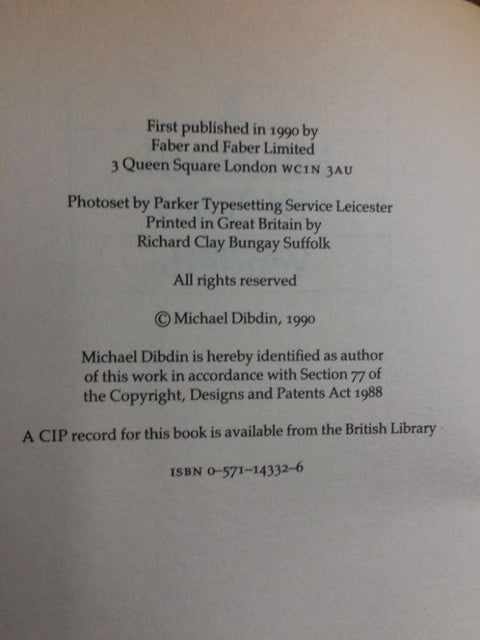 First published in 1990 by
Faber and Faber Limited
3 Queen Square London WC1N 3AU
Photoset by Parker Typesetting Service Leicester
Printed in Great Britain by
Richard Clay Bungay Suffolk
All rights reserved
© Michael Dibdin, 1990
Michael Dibdin is hereby identified as author
of this work in accordance with Section 77 of
the Copyright, Designs and Patents Act 1988
A CIP record for this book is available from the British Library
ISBN 0–571–14332–6